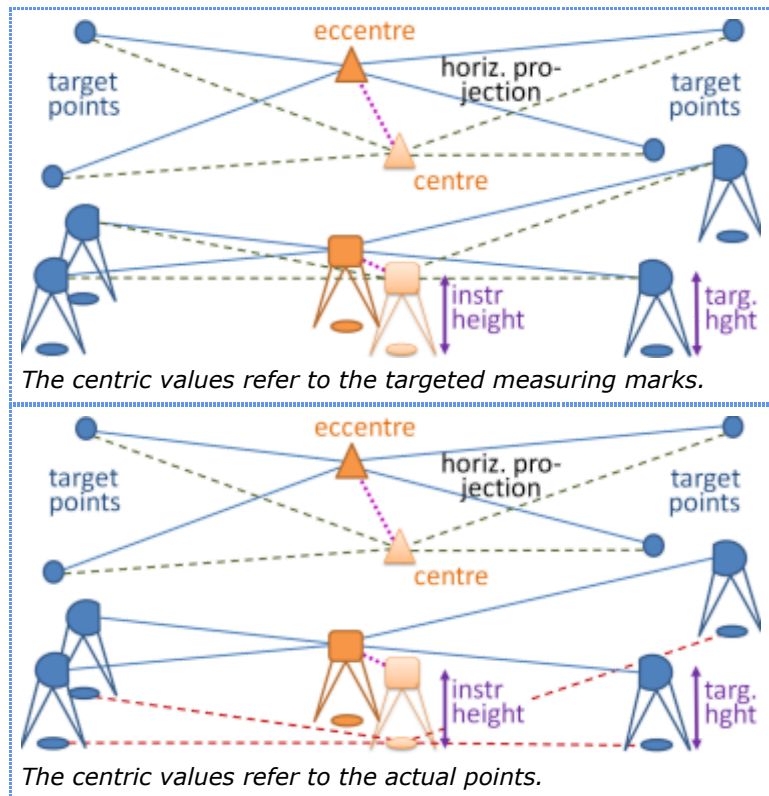 eccentre
target
points
horiz. pro-
jection
target
points
centre
instr
height
targ.
hght
The centric values refer to the targeted measuring marks.
eccentre
target
points
horiz. pro-
jection
target
points
centre
instr
height
targ.
hght
The centric values refer to the actual points.